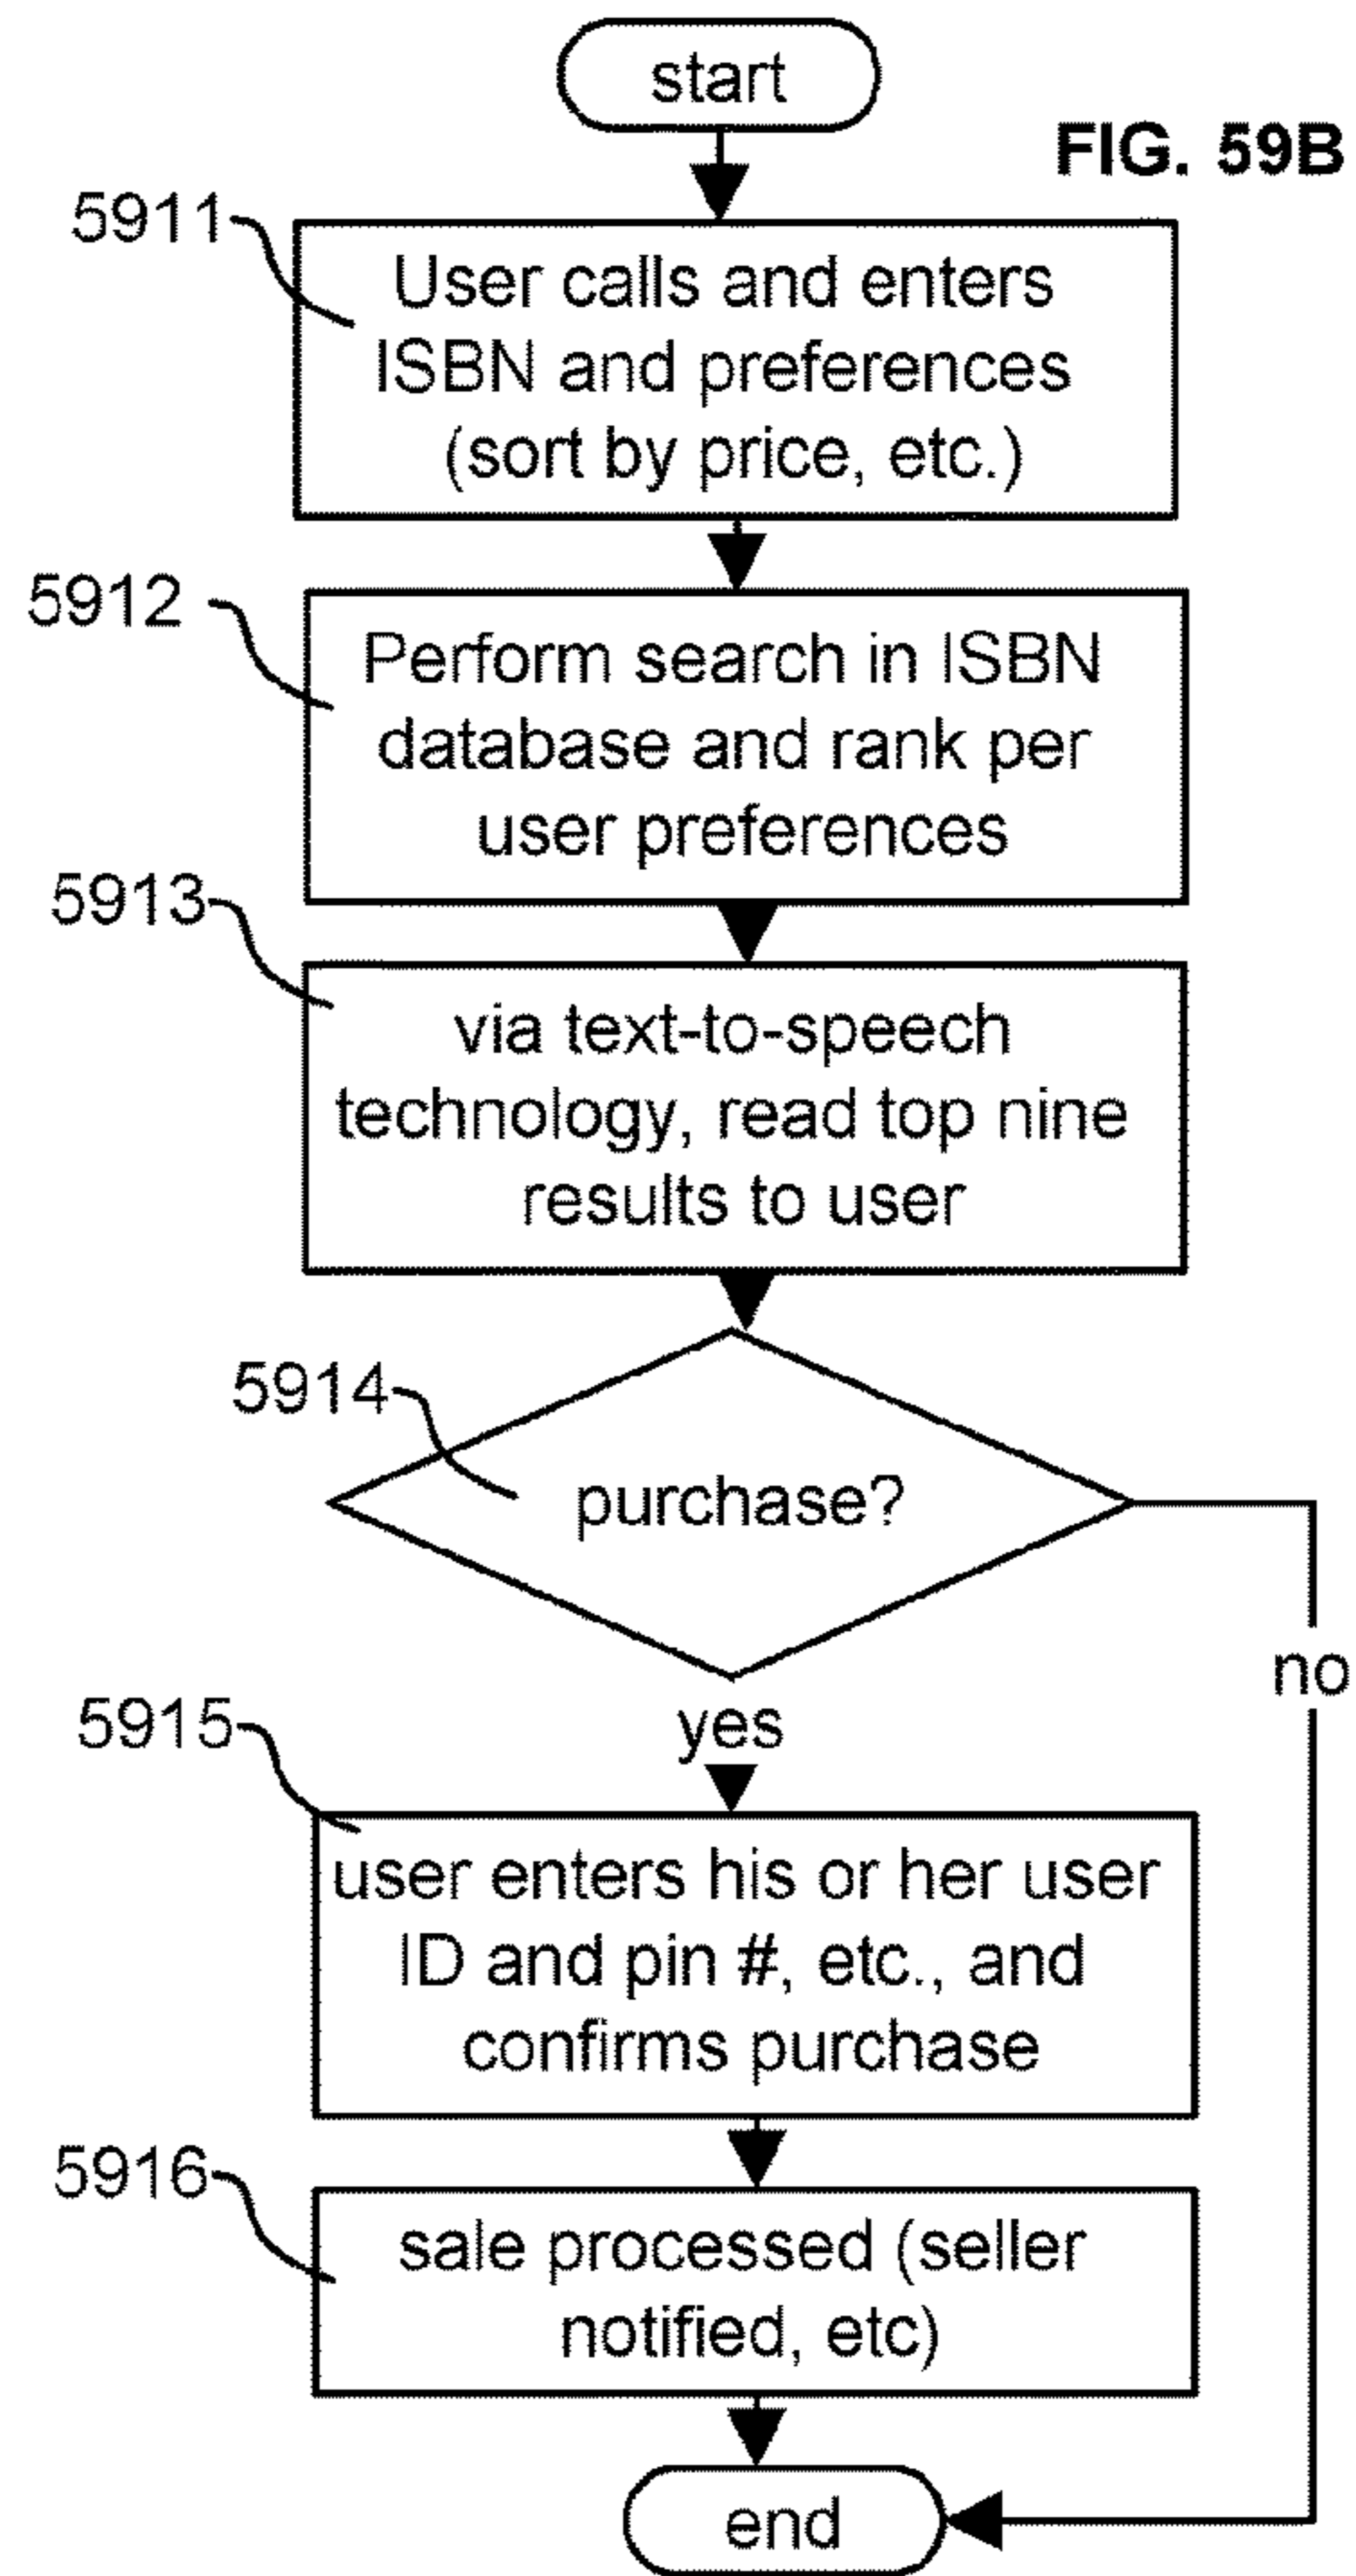 start
FIG. 59B
5911
User calls and enters
ISBN and preferences
(sort by price, etc.)
5912
Perform search in ISBN
database and rank per
user preferences
5913
via text-to-speech
technology, read top nine
results to user
5914
purchase?
no
yes
5915
user enters his or her user
ID and pin #, etc., and
confirms purchase
5916
sale processed (seller
notified, etc)
end